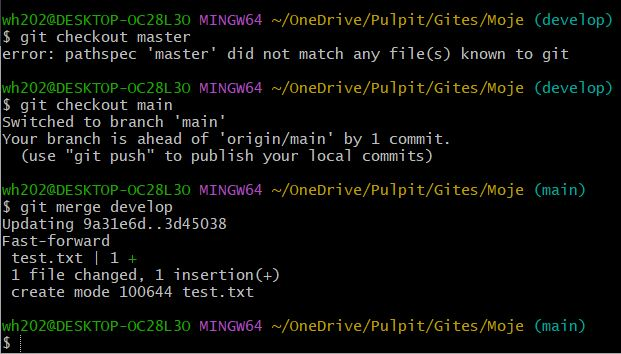 wh202@DESKTOP-OC28L3O MINGW64 ~/OneDrive/Pulpit/Gites/Moje (develop)
$ git checkout master
error: pathspec 'master' did not match any file(s) known to git
wh202@DESKTOP-OC28L3O MINGW64 ~/OneDrive/Pulpit/Gites/Moje (develop)
$ git checkout main
Switched to branch 'main'
Your branch is ahead of 'origin/main' by 1 commit.
  (use "git push" to publish your local commits)
wh202@DESKTOP-OC28L3O MINGW64 ~/OneDrive/Pulpit/Gites/Moje (main)
$ git merge develop
Updating 9a31e6d..3d45038
Fast-forward
 test.txt | 1 +
 1 file changed, 1 insertion(+)
 create mode 100644 test.txt
wh202@DESKTOP-OC28L3O MINGW64 ~/OneDrive/Pulpit/Gites/Moje (main)
$